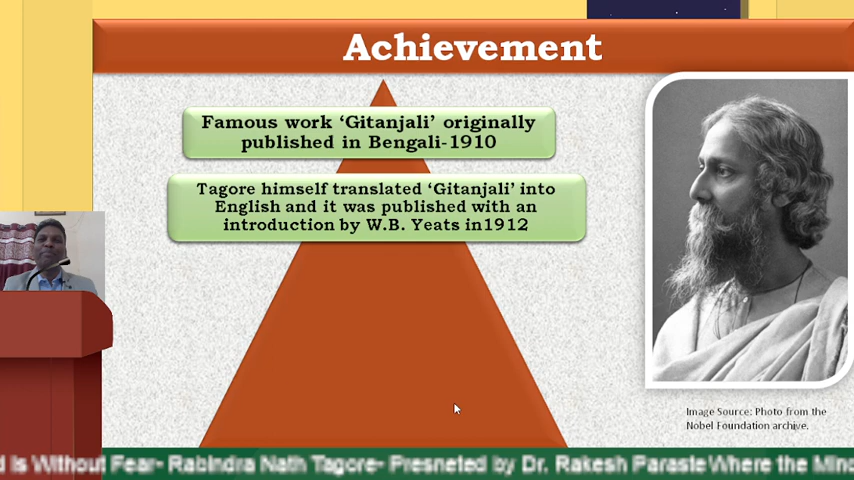 Achievement
Famous work ‘Gitanjali’ originally
published in Bengali-1910
Tagore himself translated ‘Gitanjali’ into
English and it was published with an
introduction by W.B. Yeats in1912
Image Source: Photo from the
Nobel Foundation archive.
d is Without Fear- Rabindra Nath Tagore- Presneted by Dr. Rakesh ParasteWhere the Mind